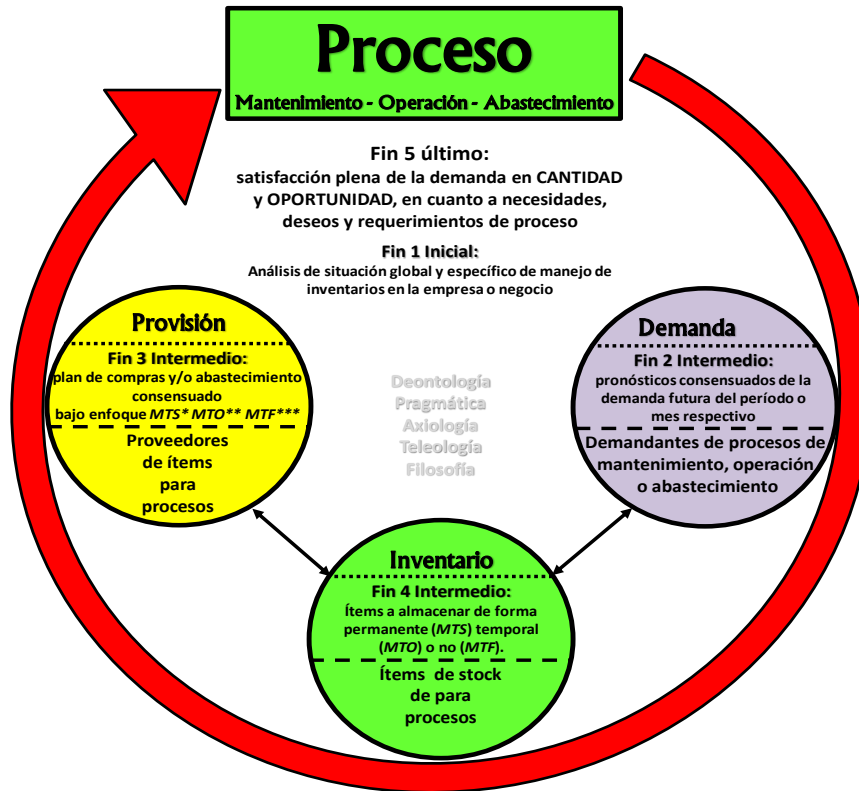 Proceso
Mantenimiento - Operación - Abastecimiento
Fin 5 último:
satisfacción plena de la demanda en CANTIDAD
y OPORTUNIDAD, en cuanto a necesidades,
deseos y requerimientos de proceso
Fin 1 Inicial:
Análisis de situación global y específico de manejo de
inventarios en la empresa o negocio
Provisión
Fin 3 Intermedio:
plan de compras y/o abastecimiento
consensuado
bajo enfoque MTS* MTO** MTF***
Proveedores
de ítems
para
procesos
Deontología
Pragmática
Axiología
Teleología
Filosofía
Demanda
Fin 2 Intermedio:
pronósticos consensuados de la
demanda futura del período o
mes respectivo
Demandantes de procesos de
mantenimiento, operación
o abastecimiento
Inventario
Fin 4 Intermedio:
Ítems a almacenar de forma
permanente (MTS) temporal
(MTO) o no (MTF).
Ítems de stock
de para
procesos